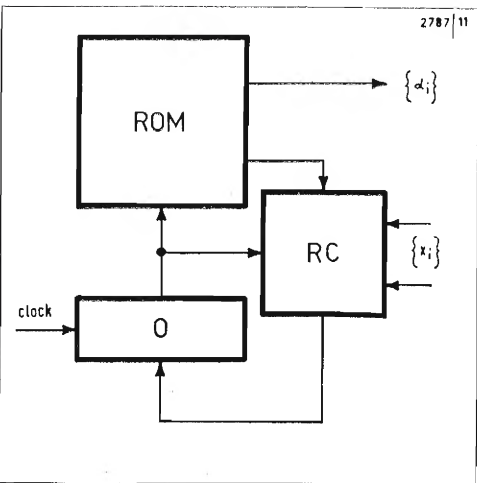 2787|11
ROM
{αi}
RC
{xi}
clock
O